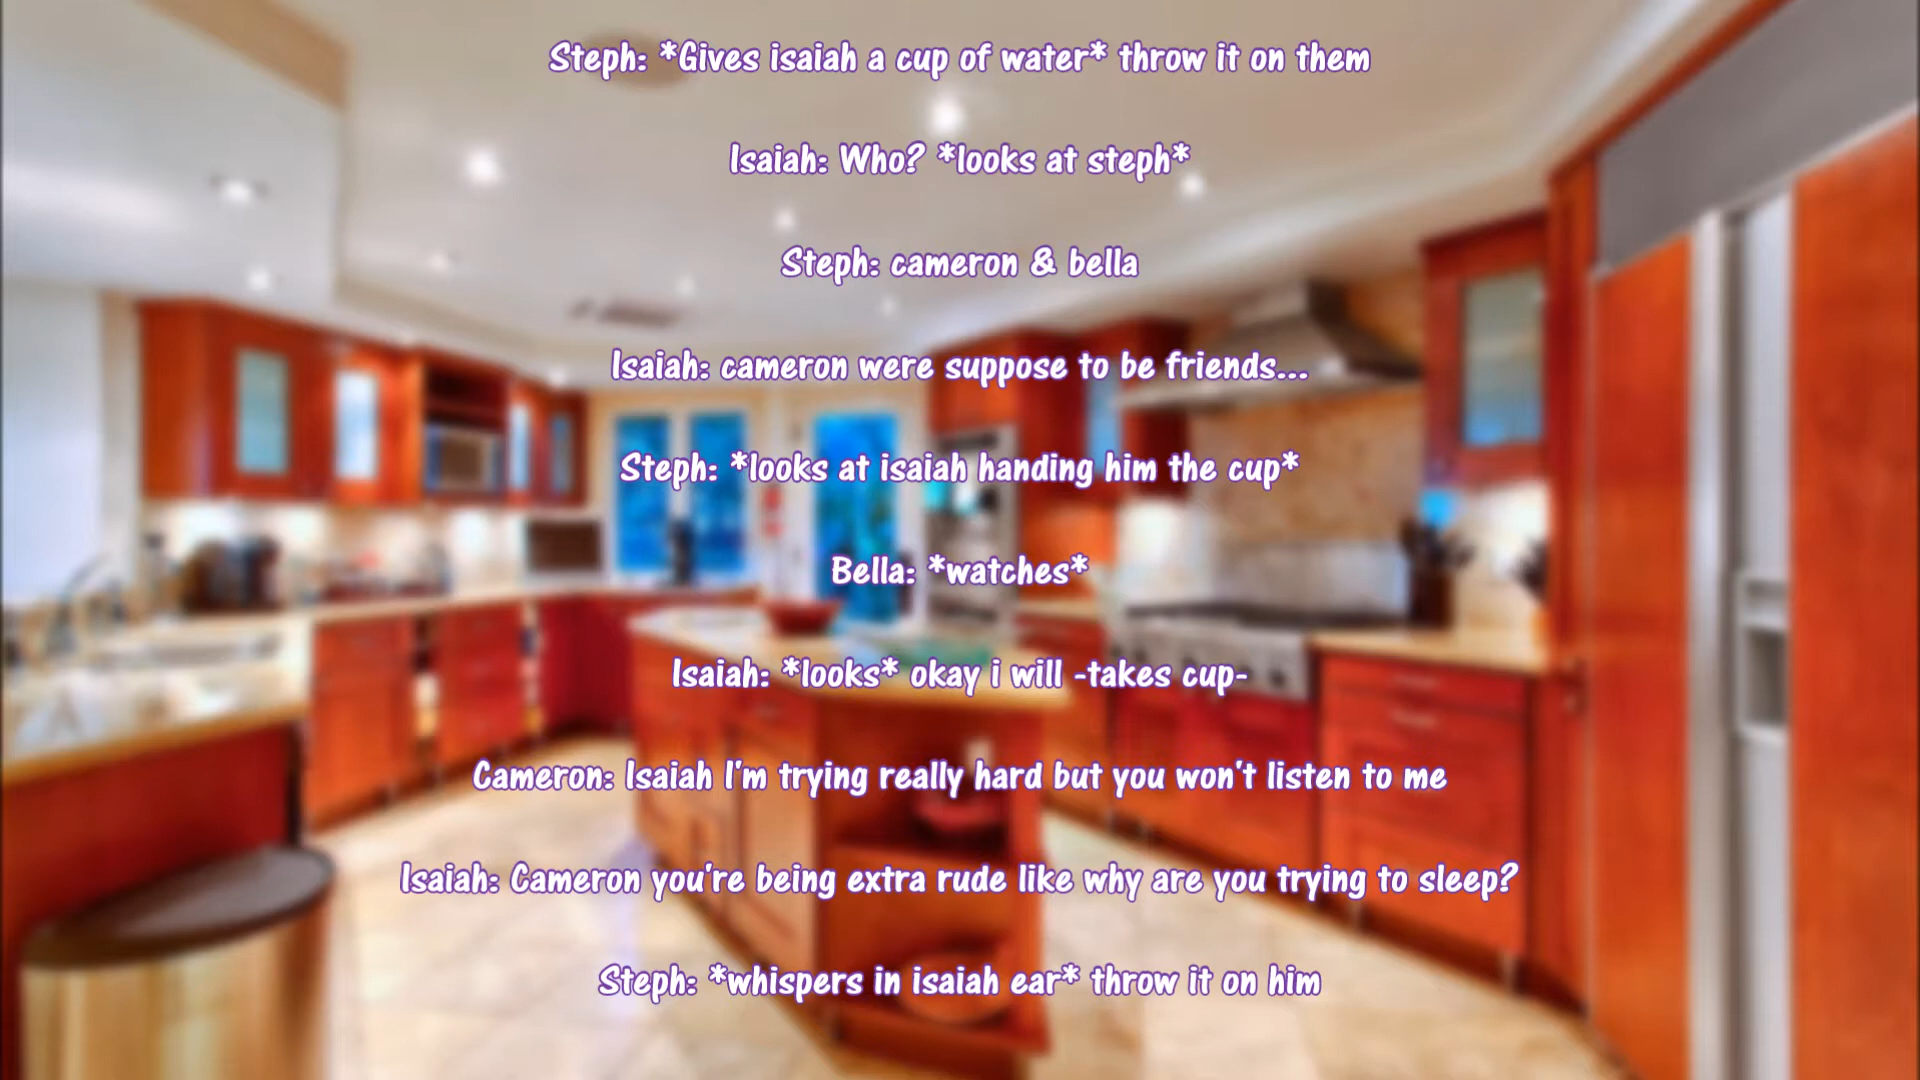 Steph: *Gives isaiah a cup of water* throw it on them
Isaiah: Who? *looks at steph*
Steph: cameron & bella
Isaiah: cameron were suppose to be friends...
Steph: *looks at isaiah handing him the cup*
Bella: *watches*
Isaiah: *looks* okay i will -takes cup-
Cameron: Isaiah I'm trying really hard but you won't listen to me
Isaiah: Cameron you're being extra rude like why are you trying to sleep?
Steph: *whispers in isaiah ear* throw it on him